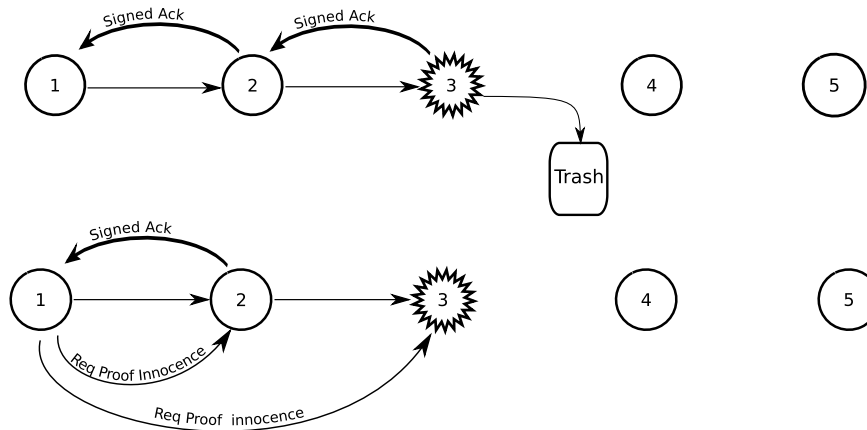 Signed Ack
Signed Ack
1
2
3
4
5
Trash
Signed Ack
1
2
3
4
5
Req Proof Innocence
Req Proof innocence